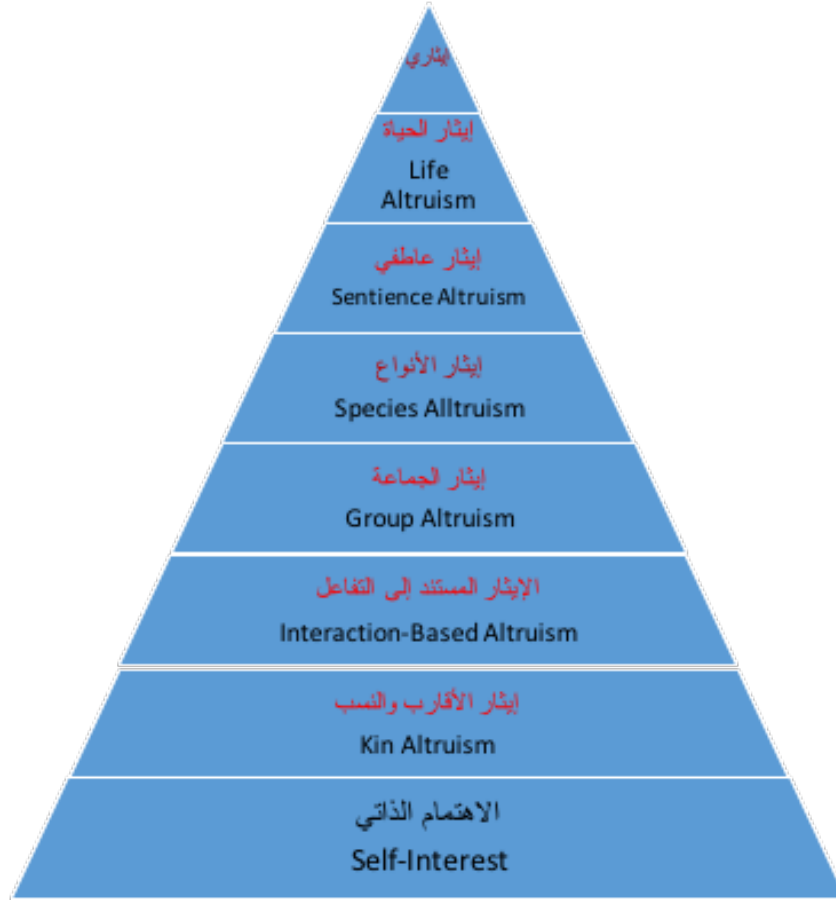 إيثاري
إيثار الحياة
Life
Altruism
إيثار عاطفي
Sentience Altruism
إيثار الأنواع
Species Alltruism
إيثار الجماعة
Group Altruism
الإيثار المستند إلى التفاعل
Interaction-Based Altruism
إيثار الأقارب والنسب
Kin Altruism
الاهتمام الذاتي
Self-Interest